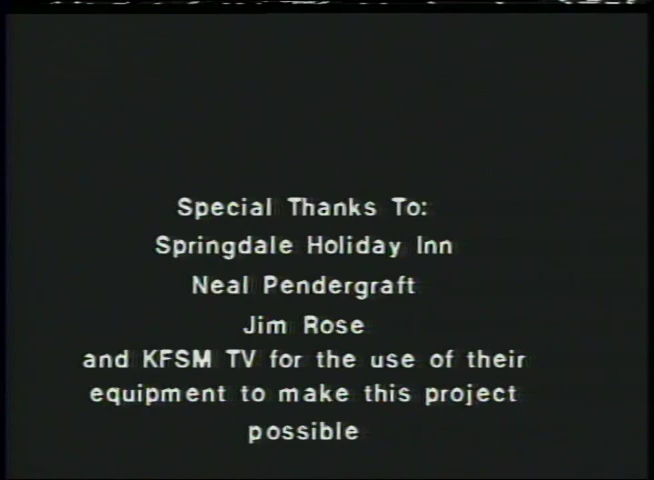 Special Thanks To:
Springdale Holiday Inn
Neal Pendergraft
Jim Rose
and KFSM TV for the use of their
equipment to make this project
possible